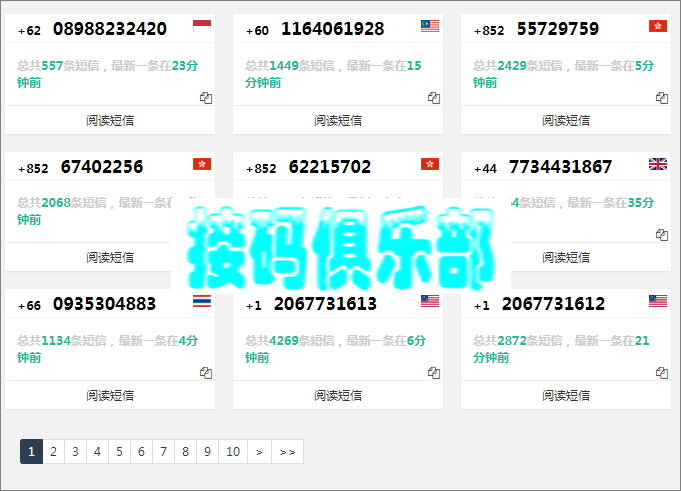 +62 08988232420
+60 1164061928
+852 55729759
总共557条短信，最新一条在23分钟前
总共1449条短信，最新一条在15分钟前
总共2429条短信，最新一条在5分钟前
阅读短信
阅读短信
阅读短信
+852 67402256
+852 62215702
+44 7734431867
总共2068条短信，最新一条在
钟前
4条短信，最新一条在35分
接码俱乐部
阅读短信
阅读短信
+66 0935304883
+1 2067731613
+1 2067731612
总共1134条短信，最新一条在4分钟前
总共4269条短信，最新一条在6分钟前
总共2872条短信，最新一条在21分钟前
阅读短信
阅读短信
阅读短信
1 2 3 4 5 6 7 8 9 10 > >>